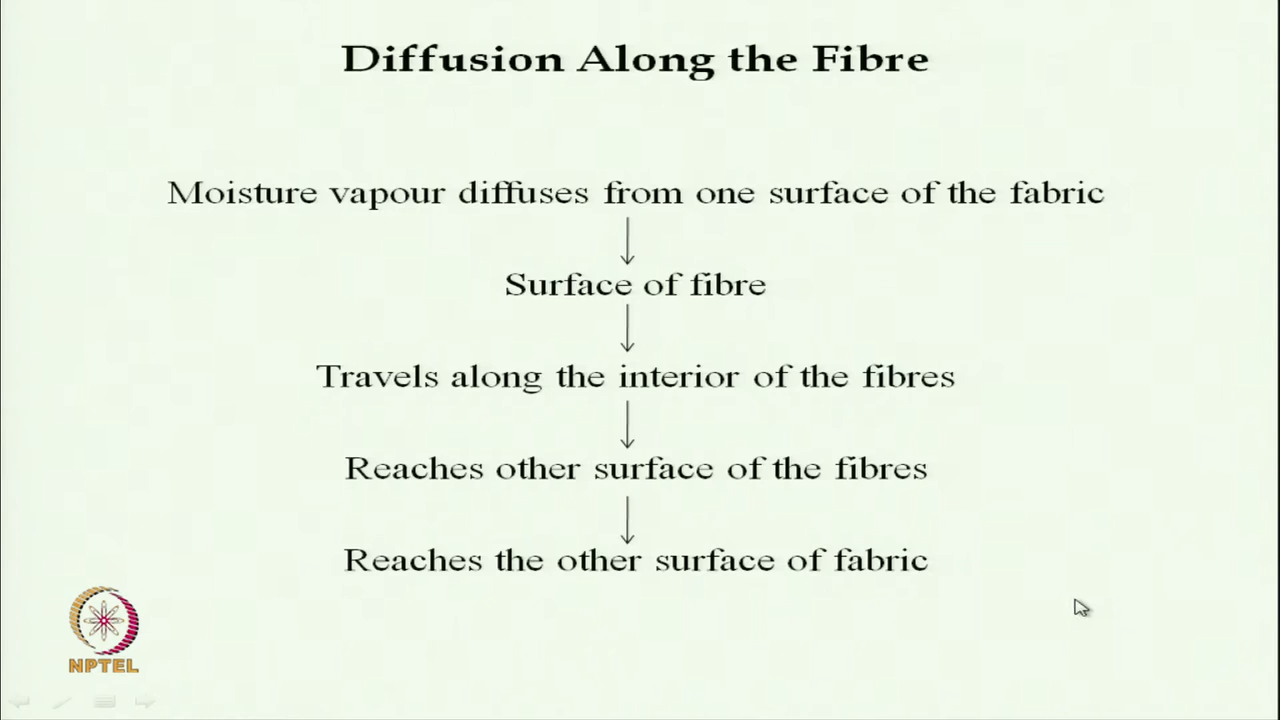 Diffusion Along the Fibre
Moisture vapour diffuses from one surface of the fabric
Surface of fibre
Travels along the interior of the fibres
Reaches other surface of the fibres
Reaches the other surface of fabric
NPTEL